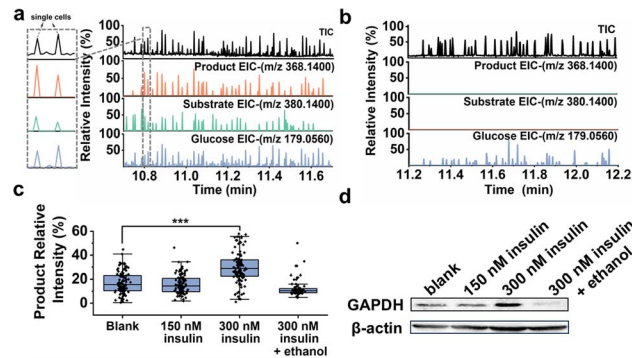 a
single cells
Relative Intensity (%)
100
50
TIC
100
50
Product EIC-(m/z 368.1400)
100
50
Substrate EIC-(m/z 380.1400)
100
50
Glucose EIC-(m/z 179.0560)
10.8 11.0 11.2 11.4 11.6
Time (min)
b
Relative Intensity (%)
100
50
TIC
100
50
Product EIC-(m/z 368.1400)
100
50
Substrate EIC-(m/z 380.1400)
100
50
Glucose EIC-(m/z 179.0560)
11.2 11.4 11.6 11.8 12.0 12.2
Time (min)
c
Product Relative
Intensity (%)
60
40
20
0
***
Blank
150 nM
insulin
300 nM
insulin
300 nM
insulin
+ ethanol
d
blank
150 nM insulin
300 nM insulin
300 nM insulin
+ ethanol
GAPDH
β-actin